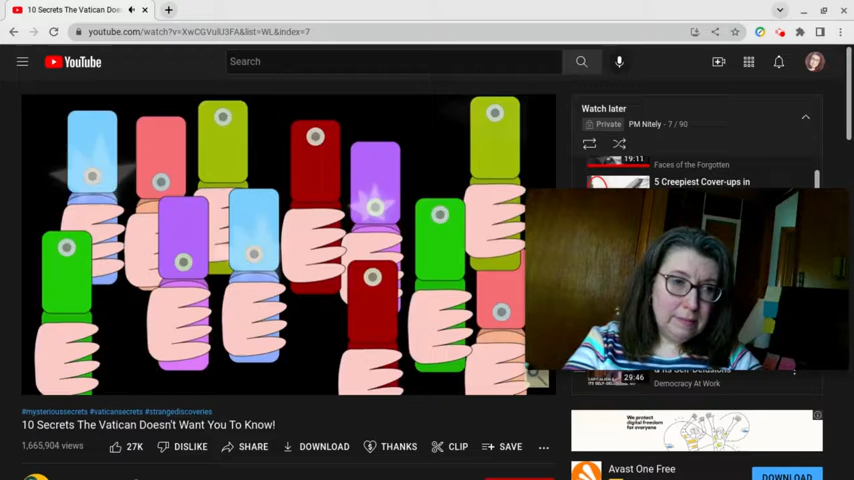 10 Secrets The Vatican Doesn't
youtube.com/watch?v=XwCGVulU3FA&list=WL&index=7
YouTube
Search
Watch later
Private - PM Nitely - 7 / 90
19:11
Faces of the Forgotten
5 Creepiest Cover-ups in
29:46
Democracy At Work
#mysterioussecrets #vaticansecrets #strangediscoveries
10 Secrets The Vatican Doesn't Want You To Know!
1,665,904 views
27K
DISLIKE
SHARE
DOWNLOAD
THANKS
CLIP
SAVE
We protect
digital freedom
for everyone
Avast One Free
DOWNLOAD